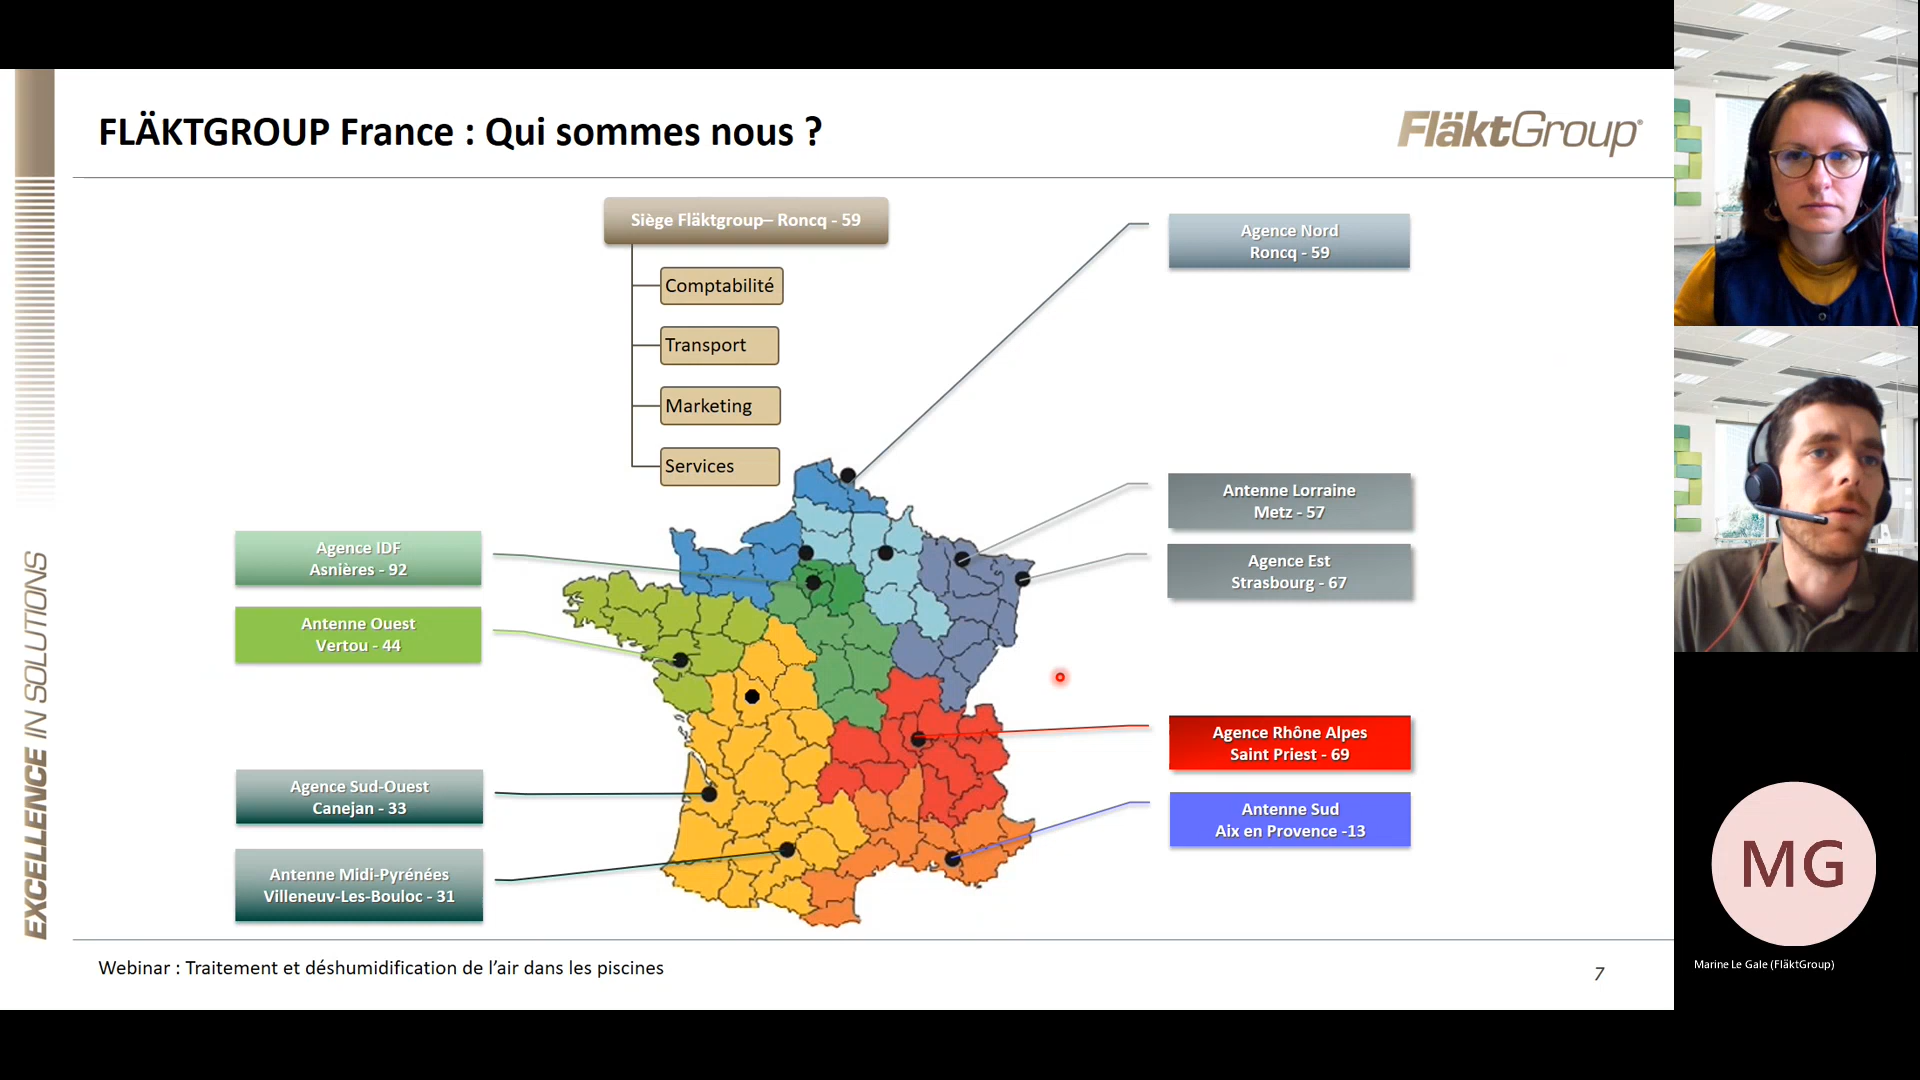 FLÄKTGROUP France : Qui sommes nous ?
FläktGroup®
Siège Fläktgroup– Roncq - 59
Comptabilité
Transport
Marketing
Services
Agence Nord
Roncq - 59
Antenne Lorraine
Metz - 57
Agence Est
Strasbourg - 67
Agence IDF
Asnières - 92
Antenne Ouest
Vertou - 44
Agence Rhône Alpes
Saint Priest - 69
Agence Sud-Ouest
Canejan - 33
Antenne Sud
Aix en Provence -13
Antenne Midi-Pyrénées
Villeneuv-Les-Bouloc - 31
EXCELLENCE IN SOLUTIONS
Webinar : Traitement et déshumidification de l’air dans les piscines
7
MG
Marine Le Gale (FläktGroup)